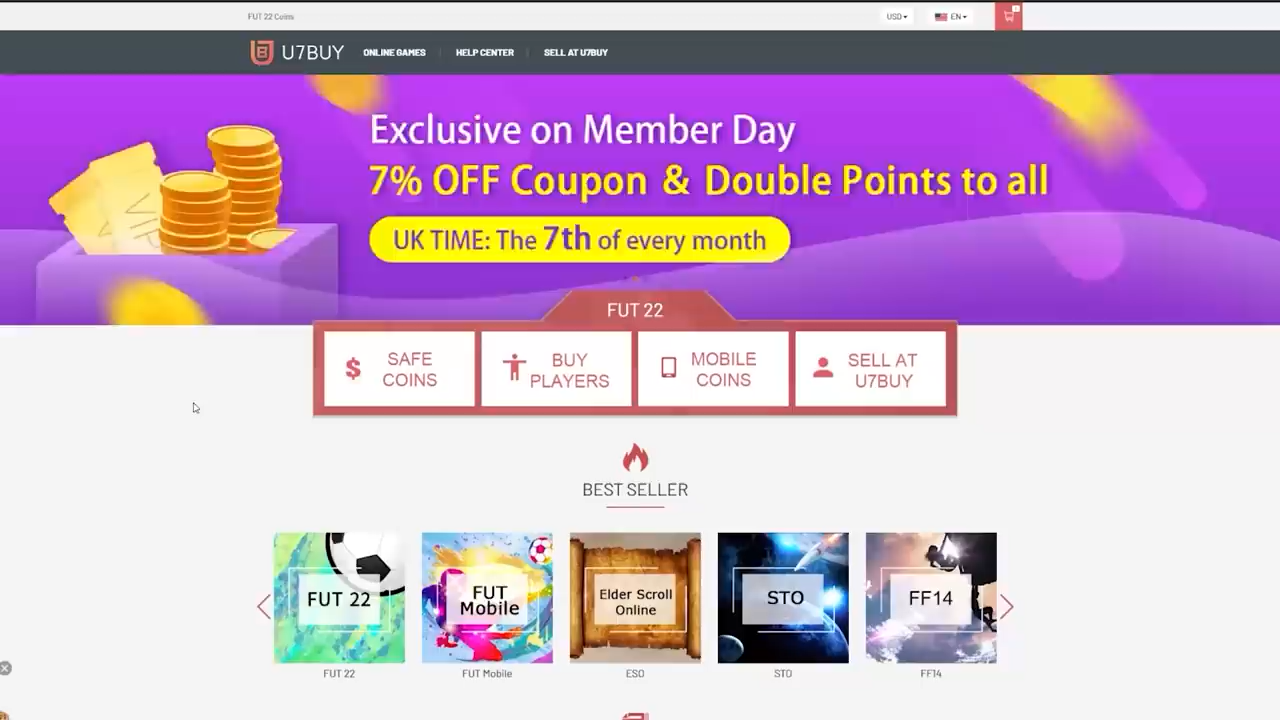 FUT 22 Coins
USD
EN
1
U7BUY
ONLINE GAMES
HELP CENTER
SELL AT U7BUY
Exclusive on Member Day
7% OFF Coupon & Double Points to all
UK TIME: The 7th of every month
VIP
FUT 22
SAFE
COINS
BUY
PLAYERS
MOBILE
COINS
SELL AT
U7BUY
BEST SELLER
FUT 22
FUT
Mobile
Elder Scroll
Online
STO
FF14
FUT 22
FUT Mobile
ESO
STO
FF14